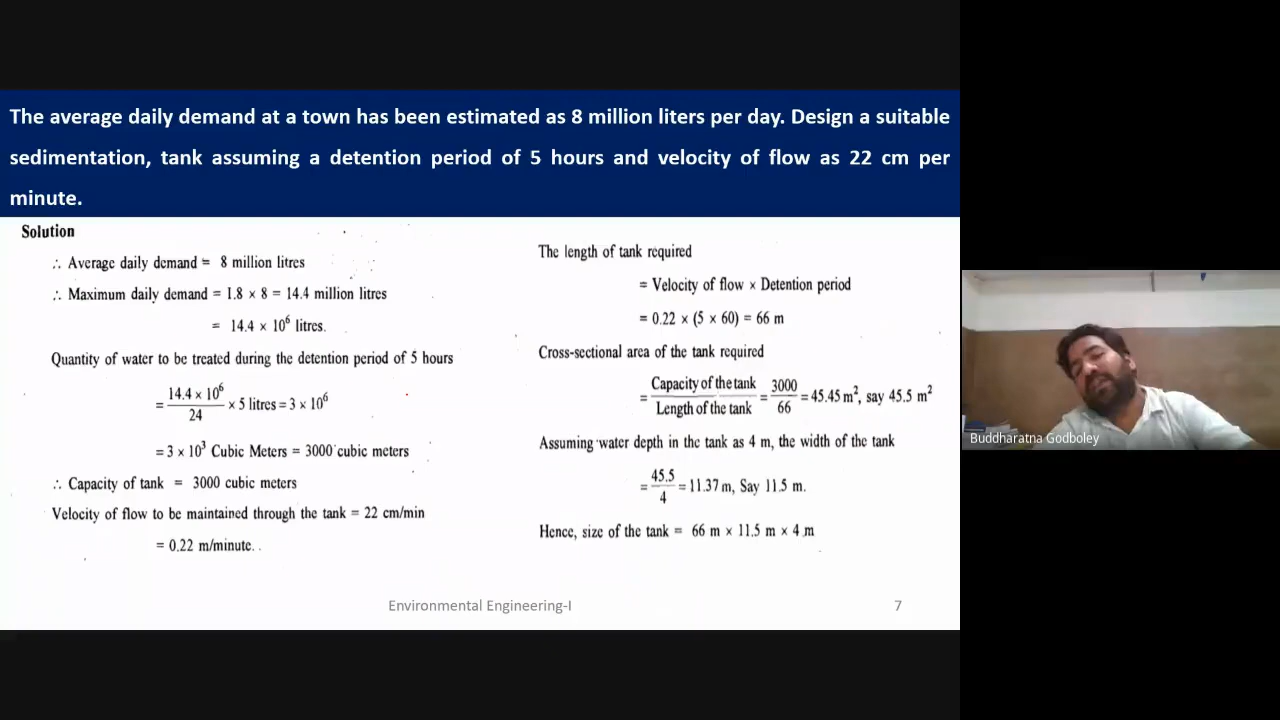 The average daily demand at a town has been estimated as 8 million liters per day. Design a suitable
sedimentation, tank assuming a detention period of 5 hours and velocity of flow as 22 cm per
minute.
Solution
∴ Average daily demand = 8 million litres
∴ Maximum daily demand = 1.8 × 8 = 14.4 million litres
= 14.4 × 10⁶ litres.
Quantity of water to be treated during the detention period of 5 hours
= 14.4 × 10⁶ / 24 × 5 litres = 3 × 10⁶
= 3 × 10³ Cubic Meters = 3000 cubic meters
∴ Capacity of tank = 3000 cubic meters
Velocity of flow to be maintained through the tank = 22 cm/min
= 0.22 m/minute.
The length of tank required
= Velocity of flow × Detention period
= 0.22 × (5 × 60) = 66 m
Cross-sectional area of the tank required
= Capacity of the tank / Length of the tank = 3000 / 66 = 45.45 m², say 45.5 m²
Assuming water depth in the tank as 4 m, the width of the tank
= 45.5 / 4 = 11.37 m, Say 11.5 m.
Hence, size of the tank = 66 m × 11.5 m × 4 m
Environmental Engineering-I
7
Buddharatna Godboley